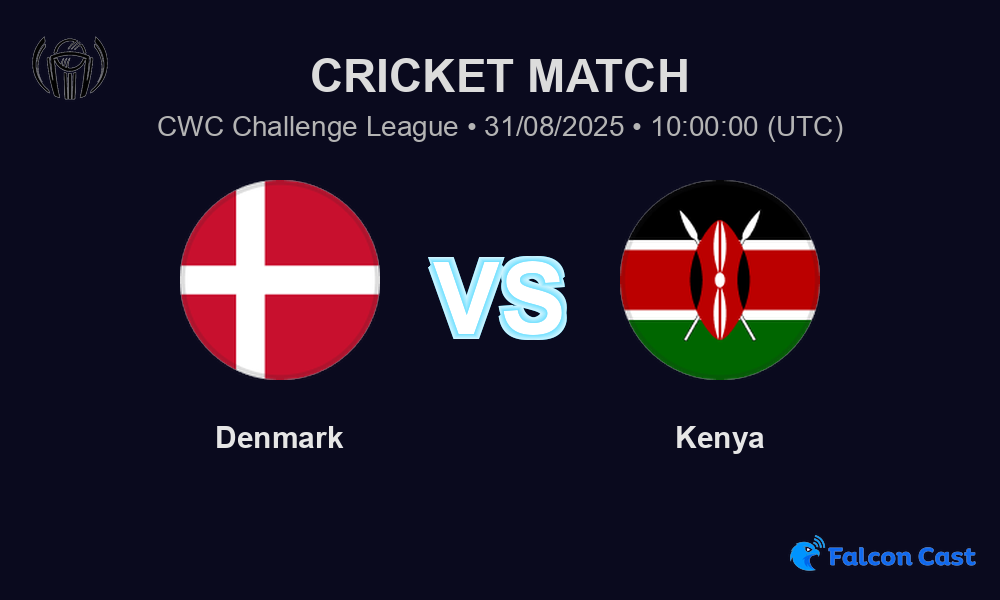 CRICKET MATCH
CWC Challenge League • 31/08/2025 • 10:00:00 (UTC)
VS
Denmark
Kenya
Falcon Cast